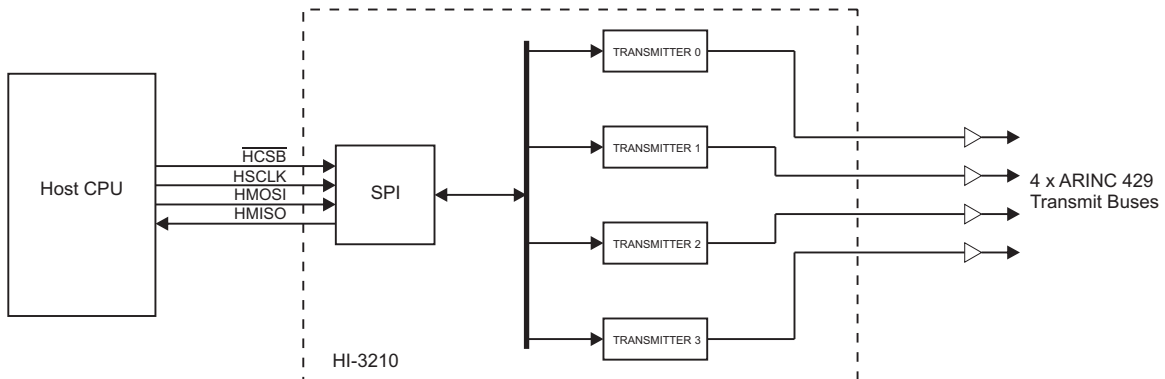 Host CPU
HCSB
HSCLK
HMOSI
HMISO
SPI
TRANSMITTER 0
TRANSMITTER 1
TRANSMITTER 2
TRANSMITTER 3
HI-3210
4 x ARINC 429
Transmit Buses